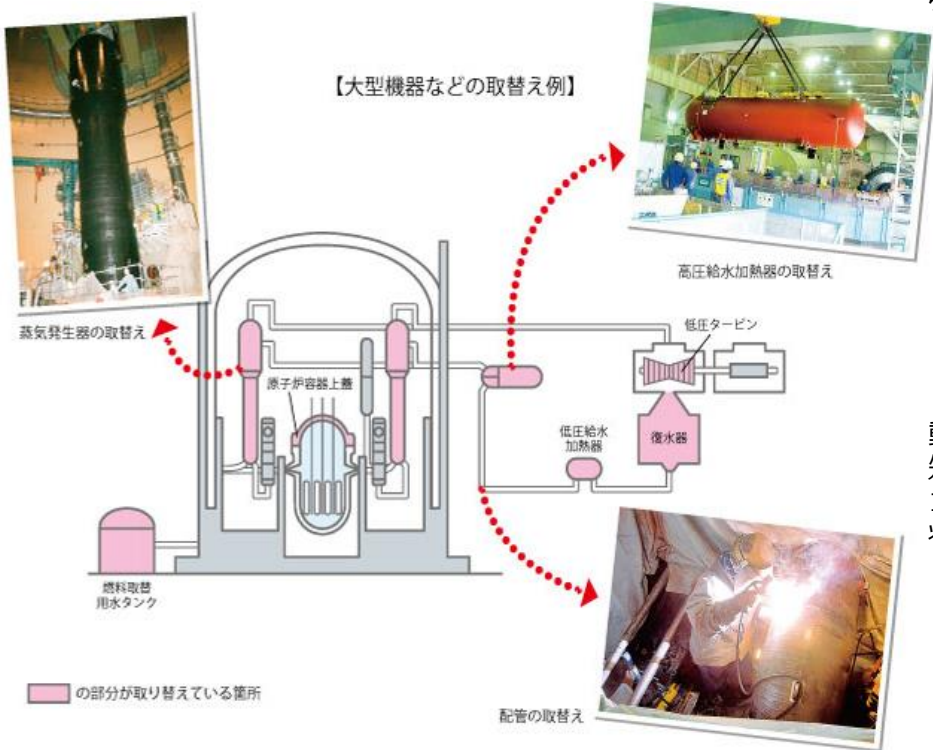 【大型機器などの取替え例】
高圧給水加熱器の取替え
蒸気発生器の取替え
低圧タービン
原子炉容器上蓋
低圧給水
加熱器
復水器
燃料取替
用水タンク
の部分が取り替えている箇所
配管の取替え